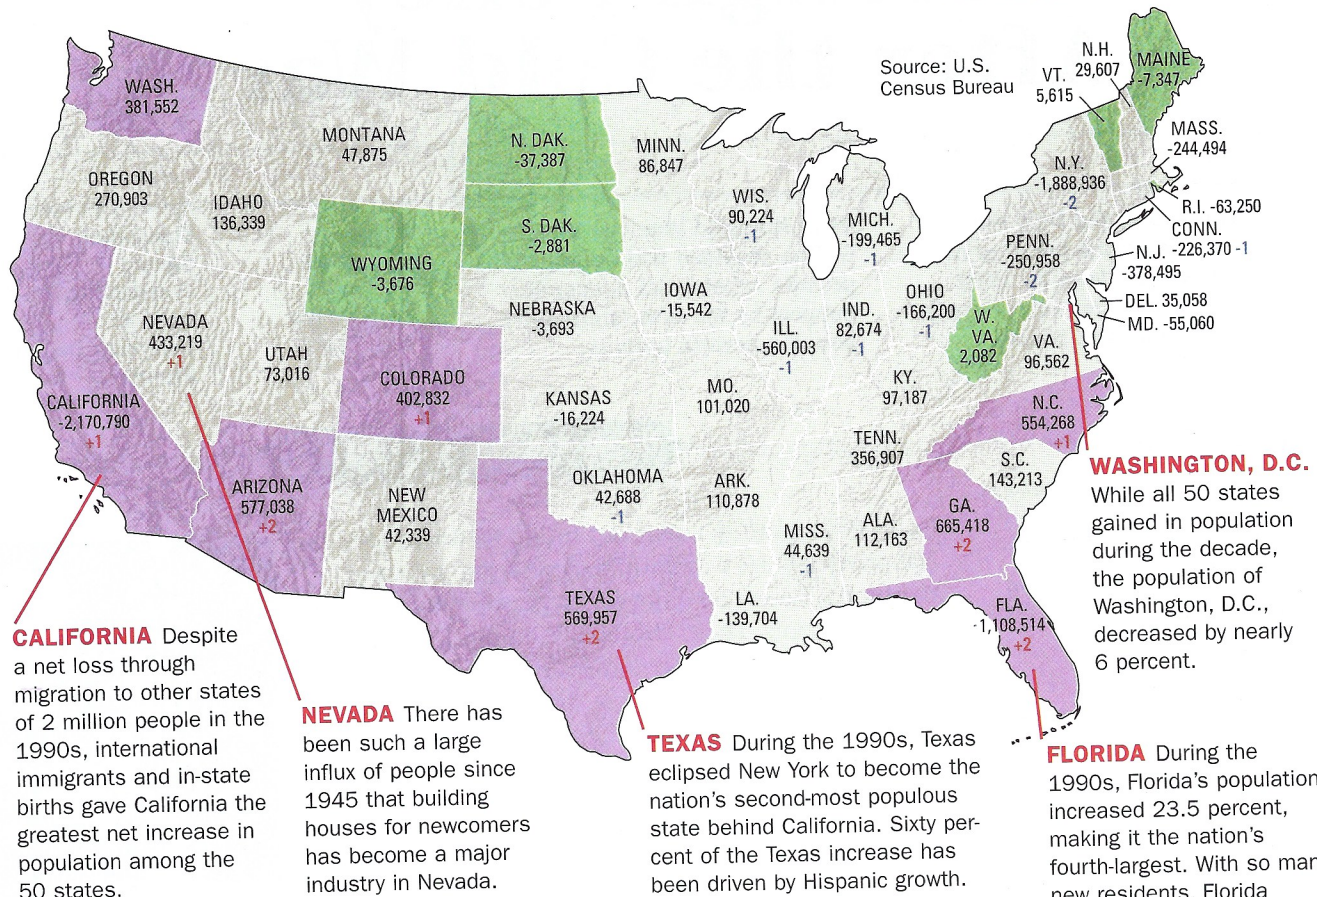 Source: U.S.
Census Bureau
WASH.
381,552
OREGON
270,903
IDAHO
136,339
MONTANA
47,875
N. DAK.
-37,387
MINN.
86,847
S. DAK.
-2,881
WYOMING
-3,676
WIS.
90,224
-1
MICH.
-199,465
-1
N.Y.
-1,888,936
-2
VT.
5,615
N.H.
29,607
MAINE
-7,347
MASS.
-244,494
R.I. -63,250
CONN.
-226,370 -1
N.J.
-378,495
PENN.
-250,958
-2
DEL. 35,058
MD. -55,060
NEVADA
433,219
+1
UTAH
73,016
COLORADO
402,832
+1
CALIFORNIA
-2,170,790
+1
NEBRASKA
-3,693
IOWA
-15,542
ILL.
-560,003
-1
IND.
82,674
-1
OHIO
-166,200
-1
W.
VA.
2,082
VA.
96,562
KANSAS
-16,224
MO.
101,020
KY.
97,187
N.C.
554,268
+1
TENN.
356,907
S.C.
143,213
ARIZONA
577,038
+2
NEW
MEXICO
42,339
OKLAHOMA
42,688
-1
ARK.
110,878
MISS.
44,639
-1
ALA.
112,163
GA.
665,418
+2
TEXAS
569,957
+2
LA.
-139,704
FLA.
-1,108,514
+2
WASHINGTON, D.C.
While all 50 states
gained in population
during the decade,
the population of
Washington, D.C.,
decreased by nearly
6 percent.
CALIFORNIA Despite
a net loss through
migration to other states
of 2 million people in the
1990s, international
immigrants and in-state
births gave California the
greatest net increase in
population among the
50 states.
NEVADA There has
been such a large
influx of people since
1945 that building
houses for newcomers
has become a major
industry in Nevada.
TEXAS During the 1990s, Texas
eclipsed New York to become the
nation's second-most populous
state behind California. Sixty per-
cent of the Texas increase has
been driven by Hispanic growth.
FLORIDA During the
1990s, Florida's population
increased 23.5 percent,
making it the nation's
fourth-largest. With so man
new residents, Florida